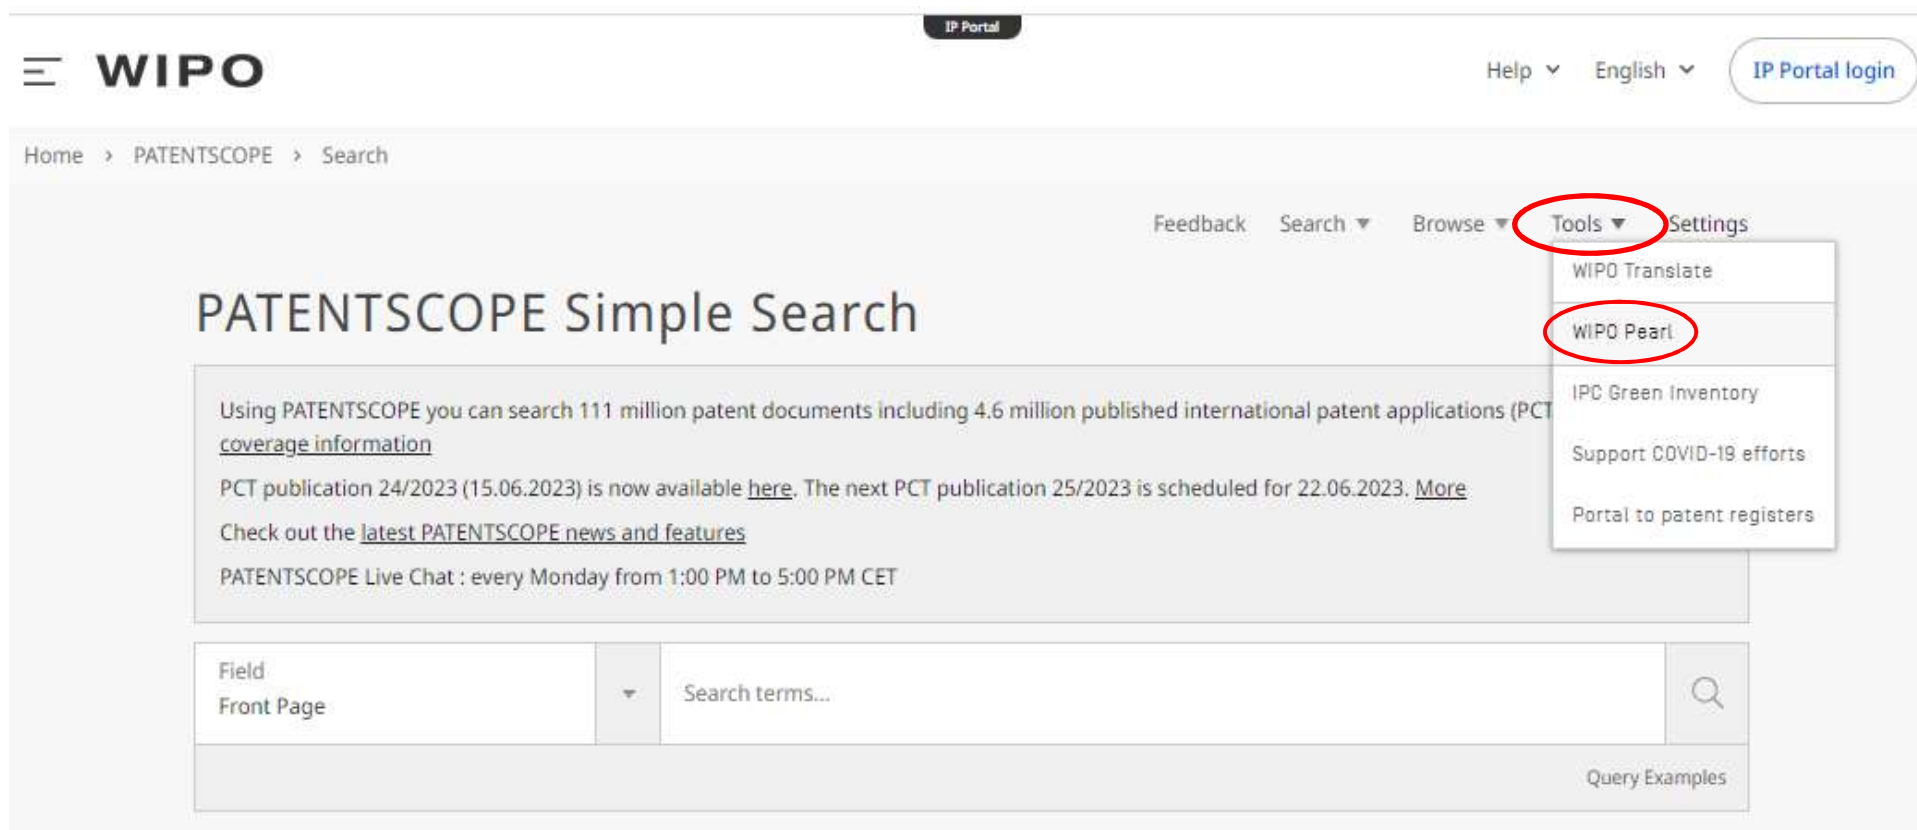 IP Portal
WIPO
Help
English
IP Portal login
Home > PATENTSCOPE > Search
Feedback Search Browse Tools Settings
WIPO Translate
WIPO Pearl
IPC Green Inventory
Support COVID-19 efforts
Portal to patent registers
PATENTSCOPE Simple Search
Using PATENTSCOPE you can search 111 million patent documents including 4.6 million published international patent applications (PCT
coverage information
PCT publication 24/2023 (15.06.2023) is now available here. The next PCT publication 25/2023 is scheduled for 22.06.2023. More
Check out the latest PATENTSCOPE news and features
PATENTSCOPE Live Chat : every Monday from 1:00 PM to 5:00 PM CET
Field
Front Page
Search terms...
Query Examples